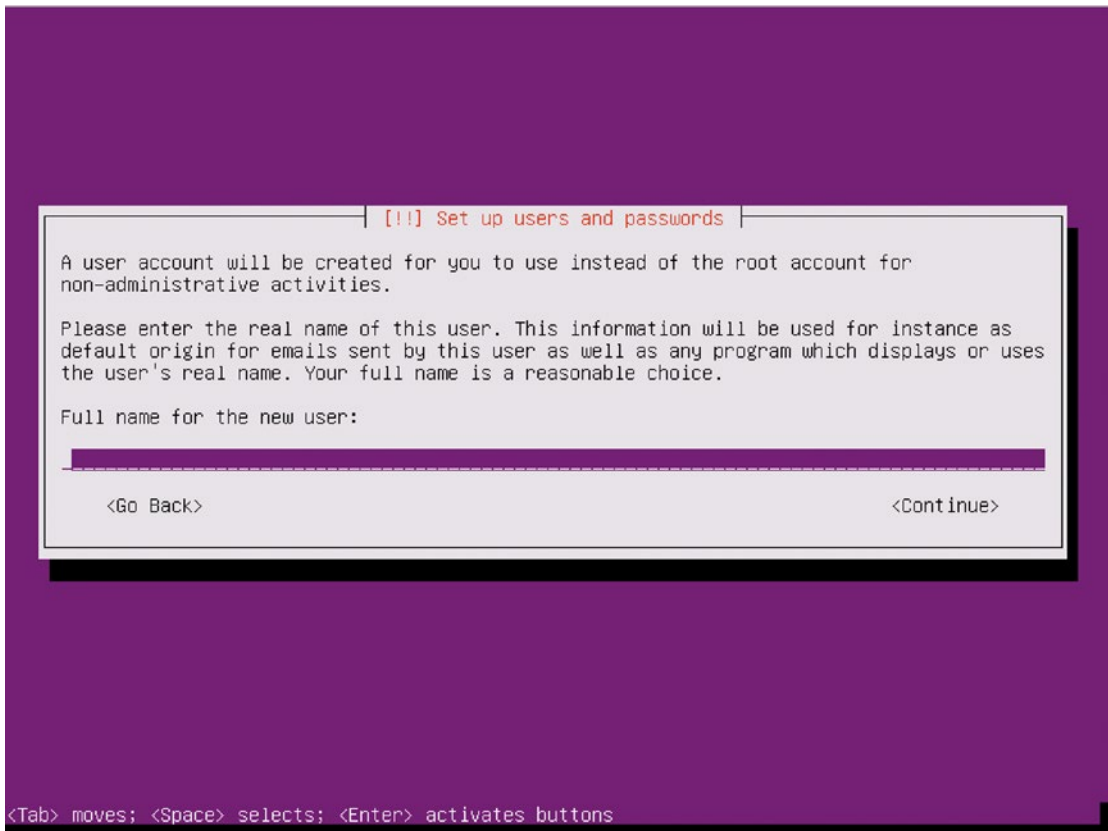 [!!] Set up users and passwords
A user account will be created for you to use instead of the root account for
non-administrative activities.
Please enter the real name of this user. This information will be used for instance as
default origin for emails sent by this user as well as any program which displays or uses
the user's real name. Your full name is a reasonable choice.
Full name for the new user:
<Go Back> <Continue>
<Tab> moves; <Space> selects; <Enter> activates buttons